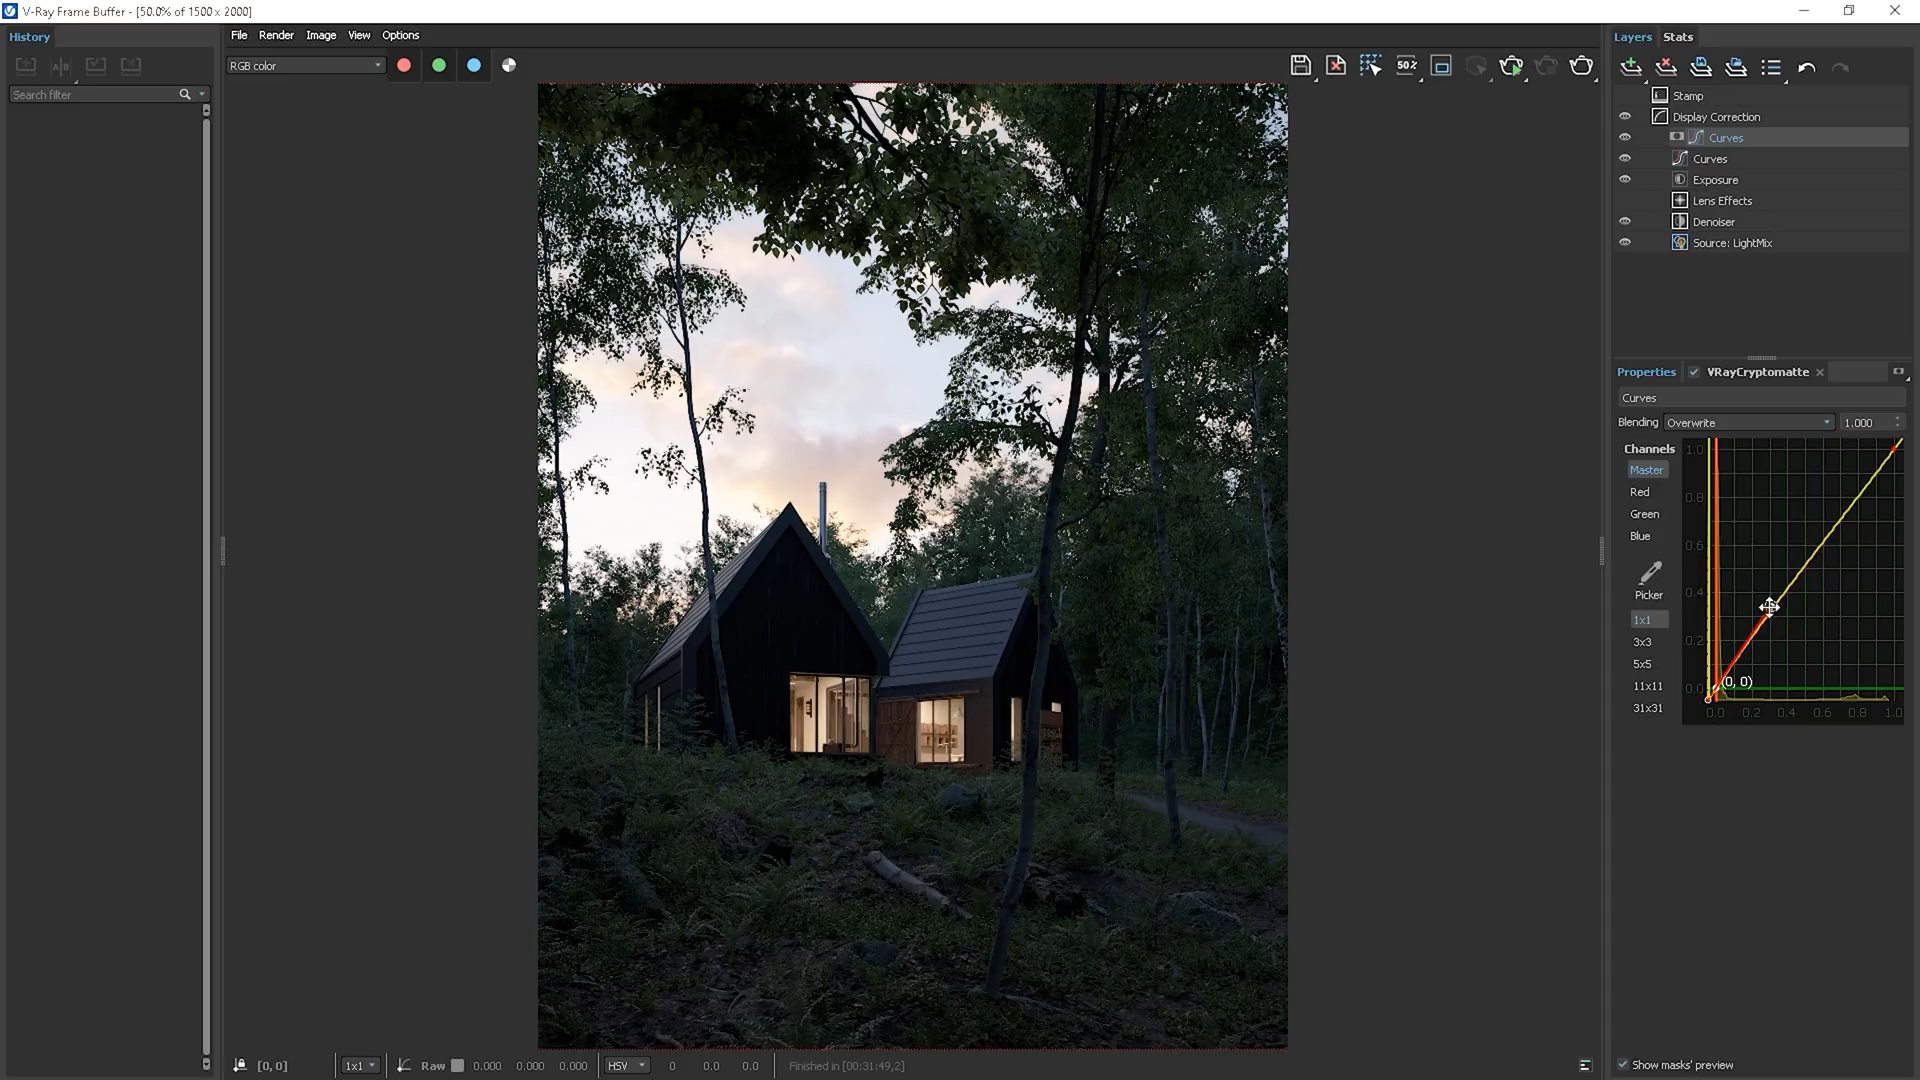 V-Ray Frame Buffer - [50.0% of 1500 x 2000]
History
File Render Image View Options
Layers Stats
RGB color
50%
Search filter
Stamp
Display Correction
Curves
Curves
Exposure
Lens Effects
Denoiser
Source: LightMix
Properties VRayCryptomatte
Curves
Blending Overwrite 1.000
Channels
Master
Red
Green
Blue
Picker
1x1
3x3
5x5
11x11
31x31
1.0
0.8
0.6
0.4
0.2
0.0
(0, 0)
0.0 0.2 0.4 0.6 0.8 1.0
[0, 0] 1x1 Raw 0.000 0.000 0.000 HSV 0 0.0 0.0 Finished in [00:31:49,2]
Show masks' preview